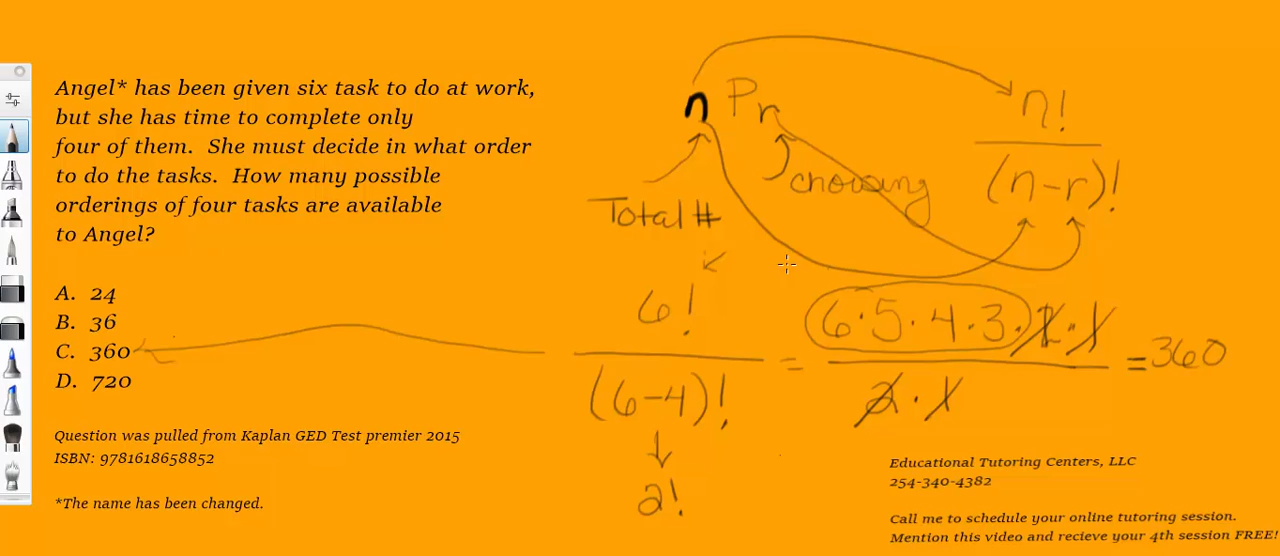 Angel* has been given six task to do at work,
but she has time to complete only
four of them. She must decide in what order
to do the tasks. How many possible
orderings of four tasks are available
to Angel?
A. 24
B. 36
C. 360
D. 720
Question was pulled from Kaplan GED Test premier 2015
ISBN: 9781618658852
*The name has been changed.
n P r
n!
(n-r)!
choosing
Total #
6!
(6-4)!
2!
=
6·5·4·3·2·1
2·1
=360
Educational Tutoring Centers, LLC
254-340-4382
Call me to schedule your online tutoring session.
Mention this video and recieve your 4th session FREE!